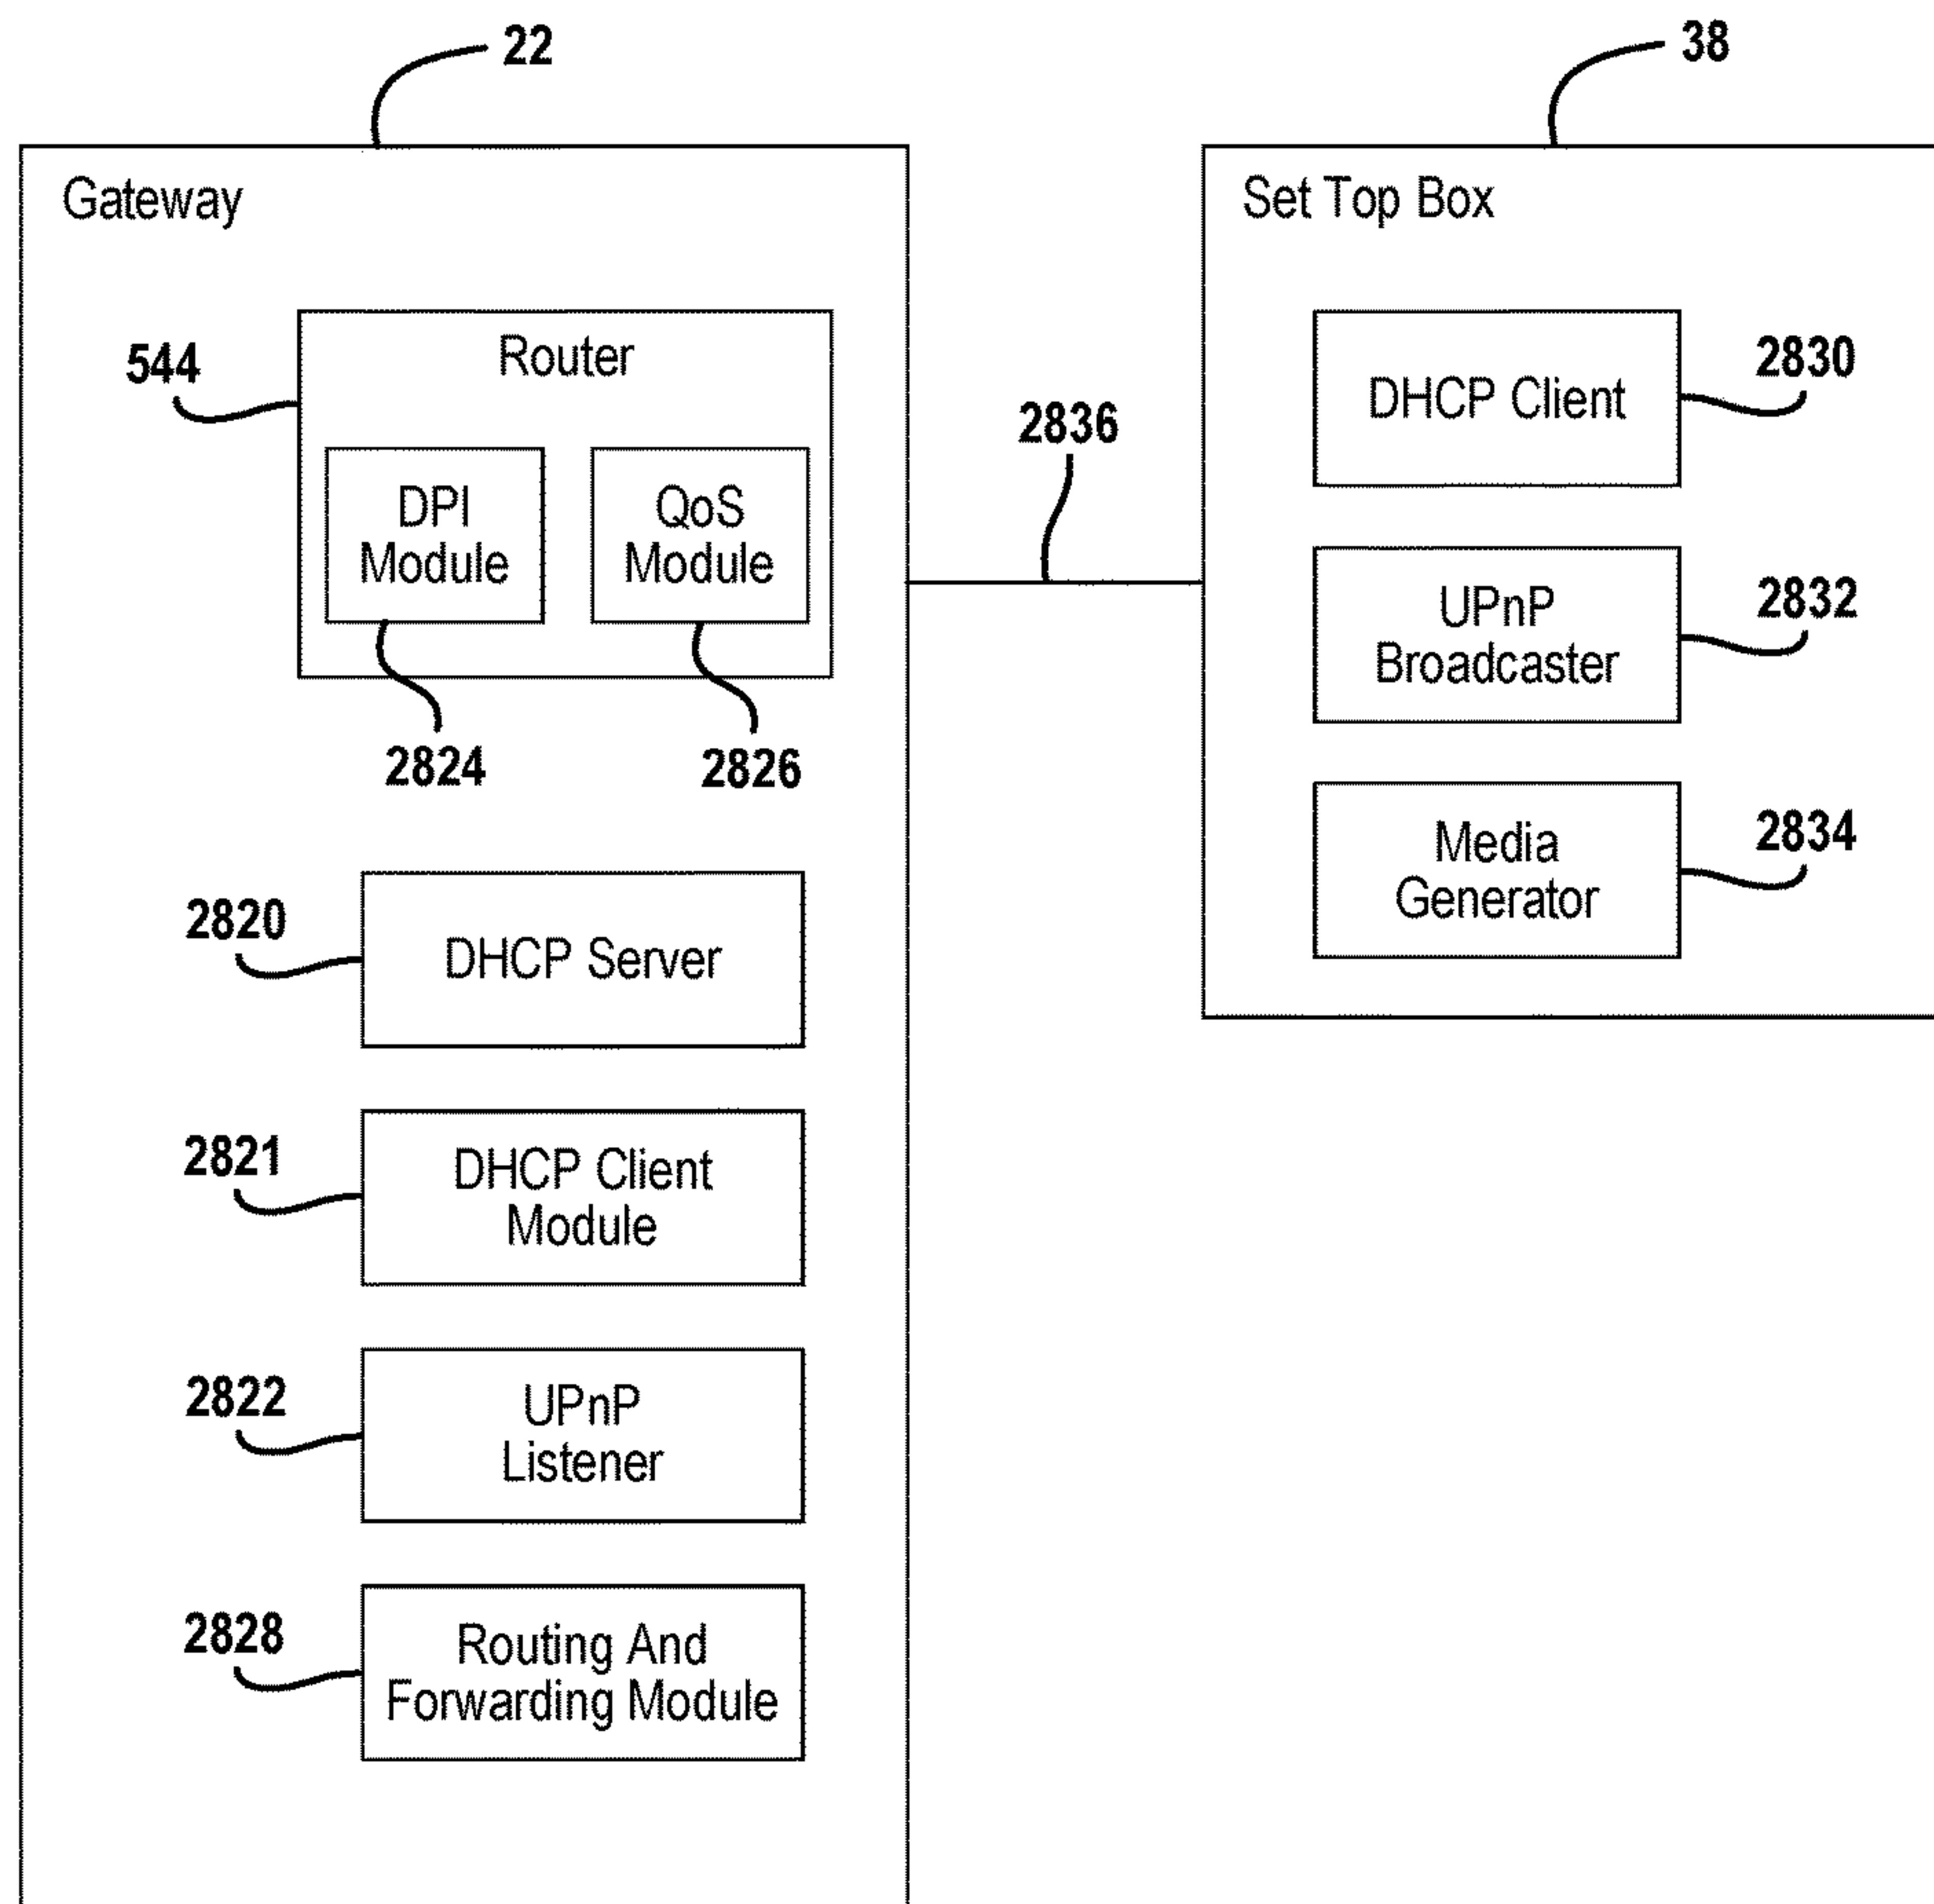 22
38
Gateway
Set Top Box
544
Router
DPI
Module
QoS
Module
2824
2826
2836
DHCP Client
2830
UPnP
Broadcaster
2832
Media
Generator
2834
2820
DHCP Server
2821
DHCP Client
Module
2822
UPnP
Listener
2828
Routing And
Forwarding Module